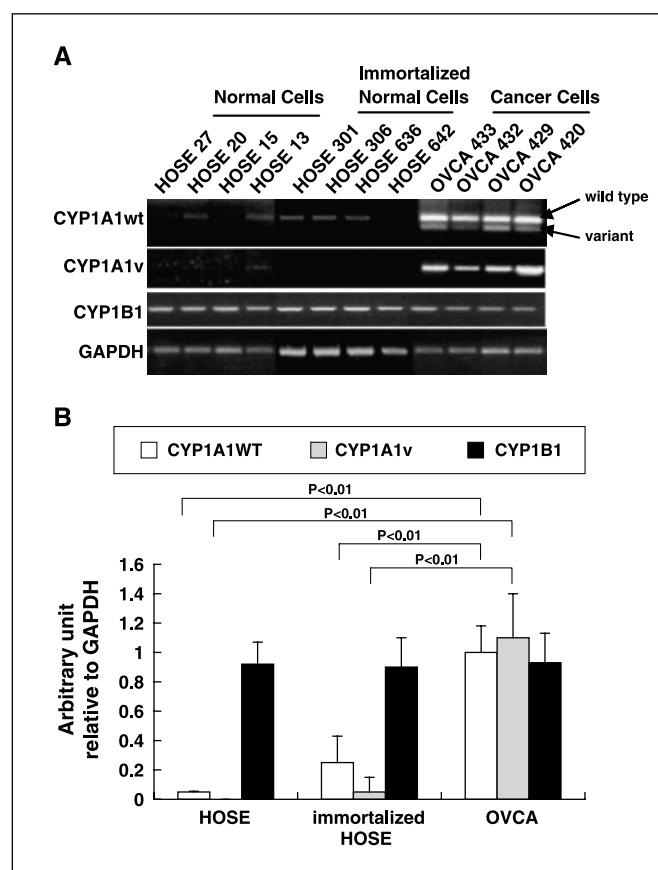 A
Normal Cells
Immortalized
Normal Cells
Cancer Cells
HOSE 27
HOSE 20
HOSE 15
HOSE 13
HOSE 301
HOSE 306
HOSE 636
HOSE 642
OVCA 433
OVCA 432
OVCA 429
OVCA 420
CYP1A1wt
wild type
variant
CYP1A1v
CYP1B1
GAPDH
B
CYP1A1WT CYP1A1v CYP1B1
P<0.01
P<0.01
P<0.01
P<0.01
Arbitrary unit
relative to GAPDH
1.6
1.4
1.2
1
0.8
0.6
0.4
0.2
0
HOSE
immortalized
HOSE
OVCA